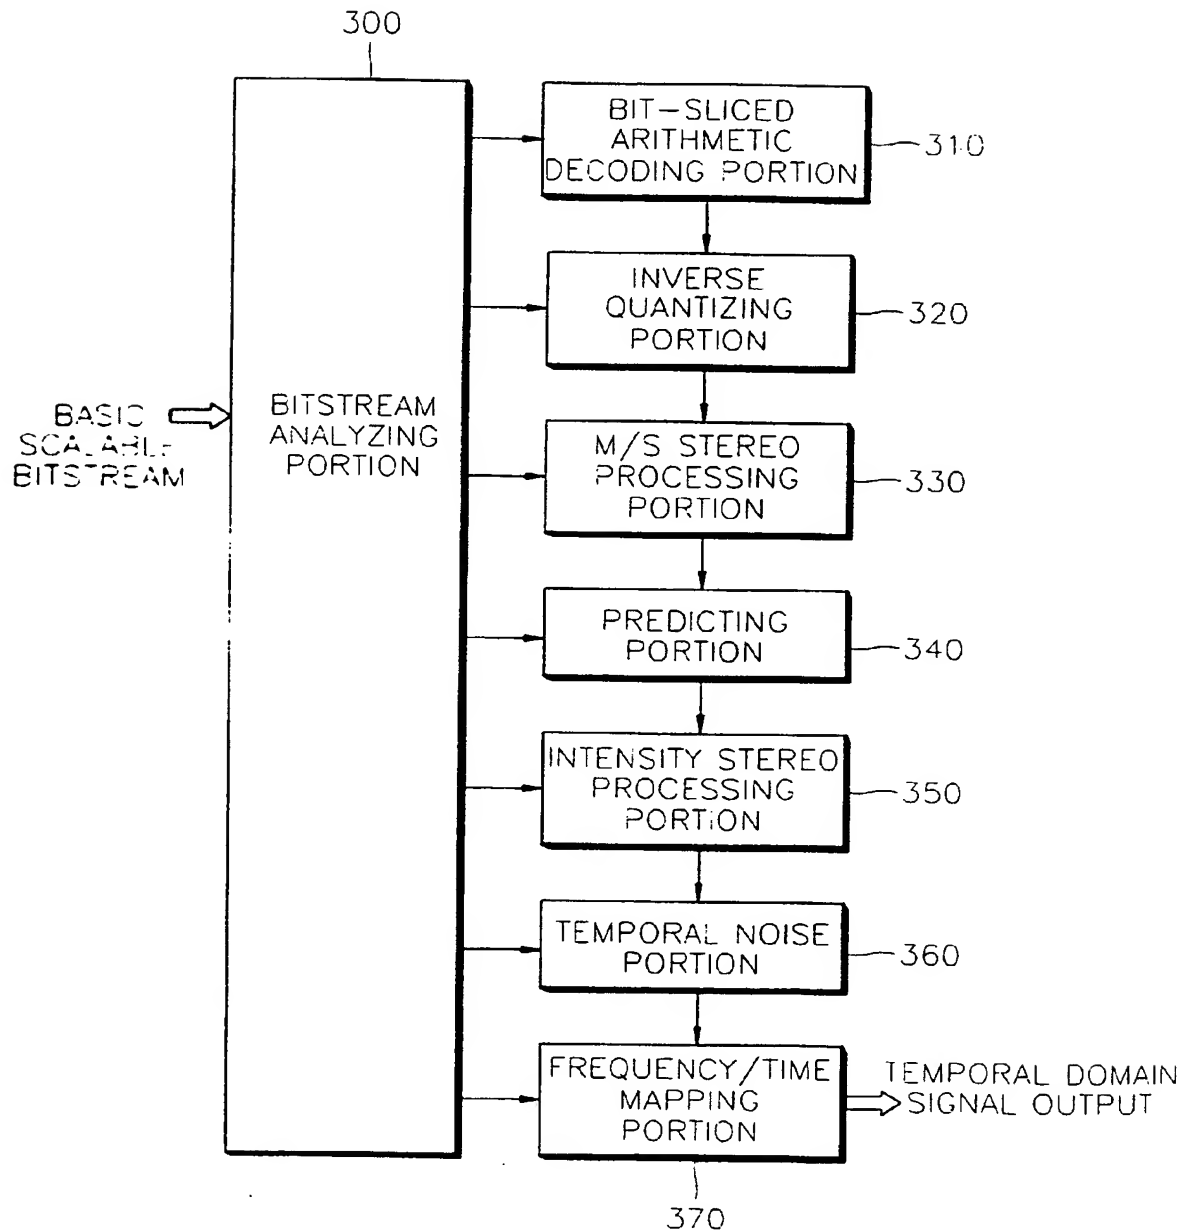 300
BIT-SLICED
ARITHMETIC
DECODING PORTION
310
INVERSE
QUANTIZING
PORTION
320
BASIC
SCALABLE
BITSTREAM
BITSTREAM
ANALYZING
PORTION
M/S STEREO
PROCESSING
PORTION
330
PREDICTING
PORTION
340
INTENSITY STEREO
PROCESSING
PORTION
350
TEMPORAL NOISE
PORTION
360
FREQUENCY/TIME
MAPPING
PORTION
TEMPORAL DOMAIN
SIGNAL OUTPUT
370